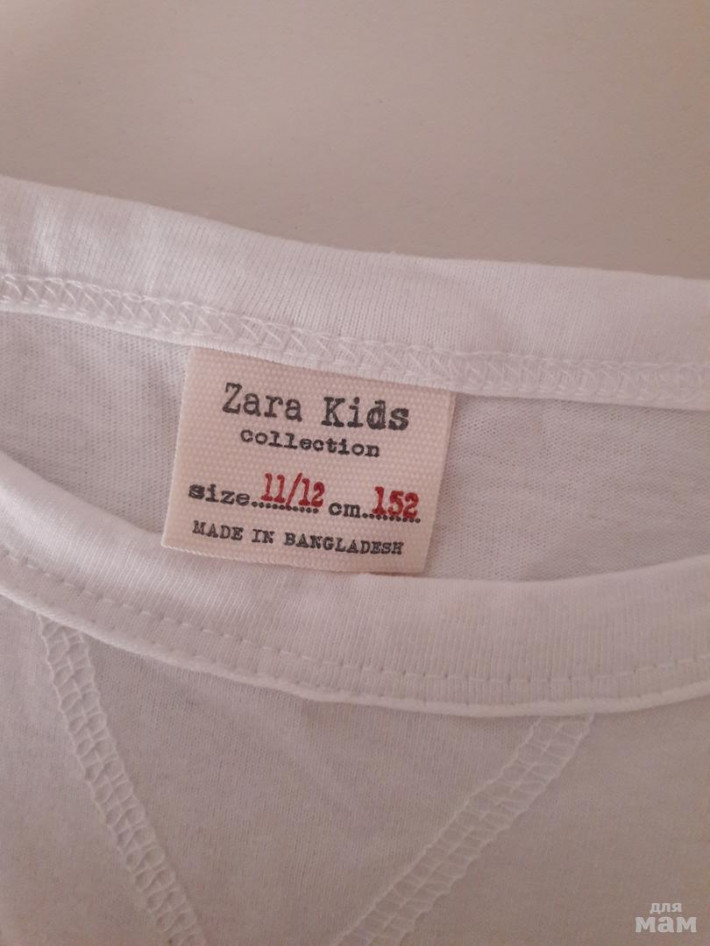 Zara Kids
collection
size..11/12 cm..152
MADE IN BANGLADESH
для
мам